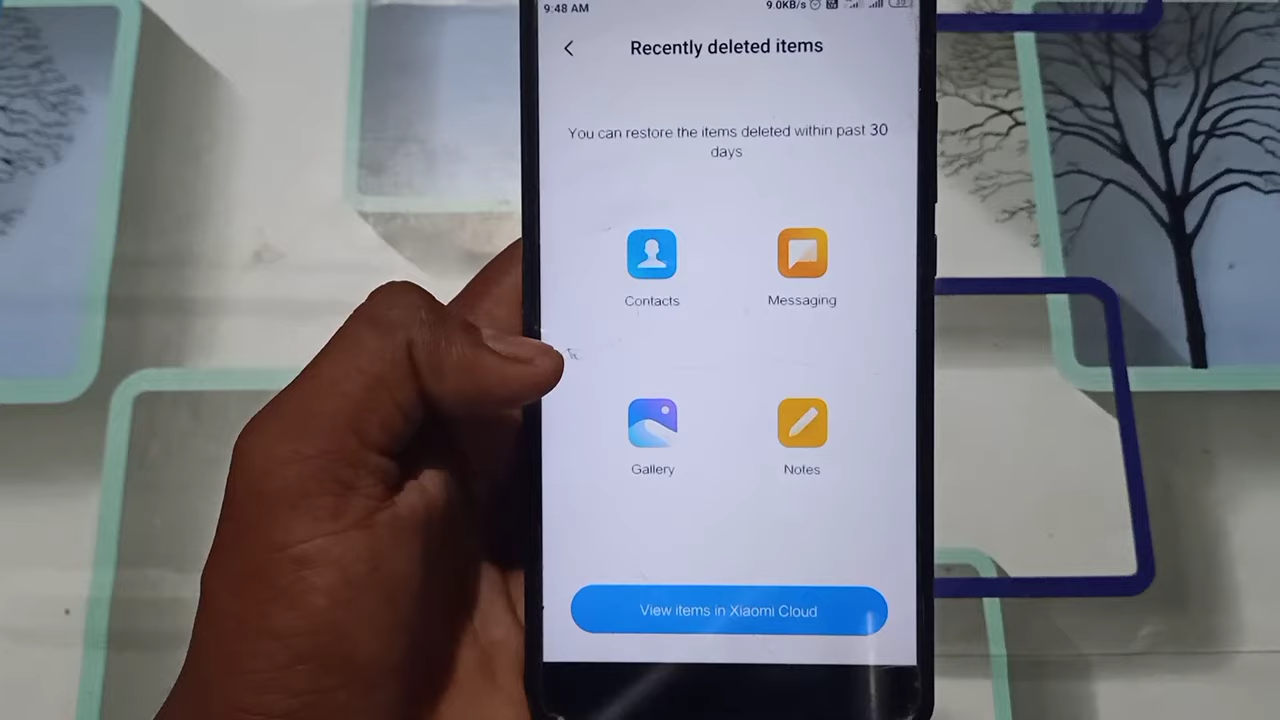 9:48 AM 9.0KB/s
Recently deleted items
You can restore the items deleted within past 30
days
Contacts Messaging
Gallery Notes
View items in Xiaomi Cloud